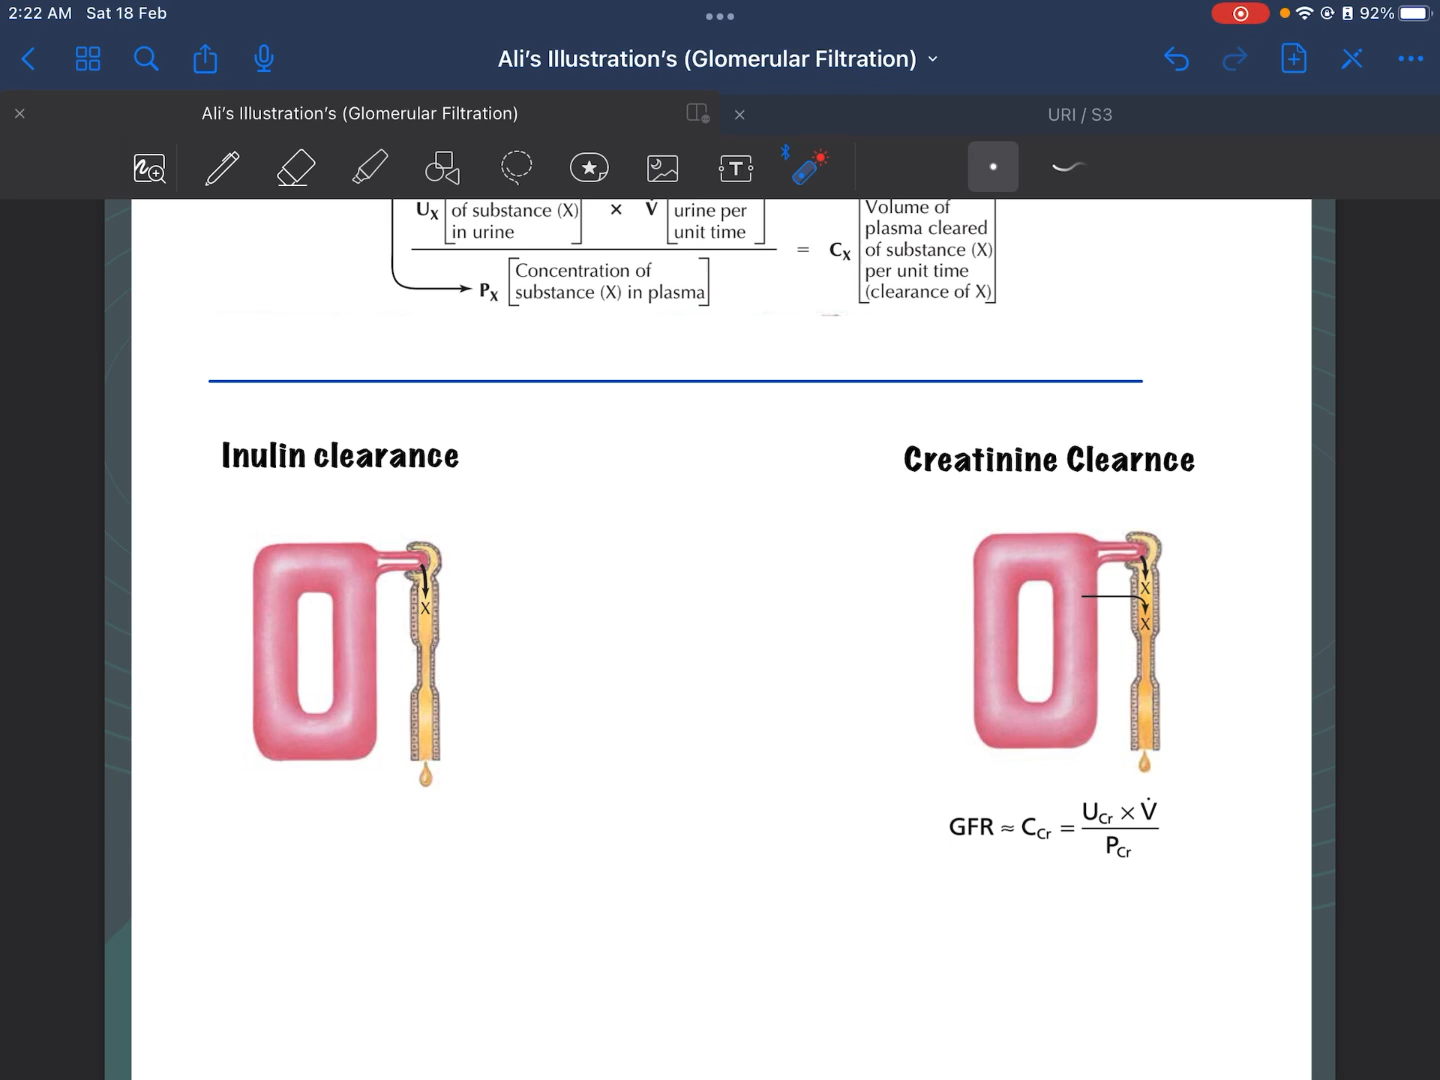 2:22 AM Sat 18 Feb
92%
Ali's Illustration's (Glomerular Filtration)
Ali's Illustration's (Glomerular Filtration)
URI / S3
T
Ux [of substance (X) in urine] × V̇ [urine per unit time]
Px [Concentration of substance (X) in plasma]
= Cx [Volume of plasma cleared of substance (X) per unit time (clearance of X)]
Inulin clearance
Creatinine Clearnce
X
X
X
GFR ≈ CCr = UCr × V̇
PCr